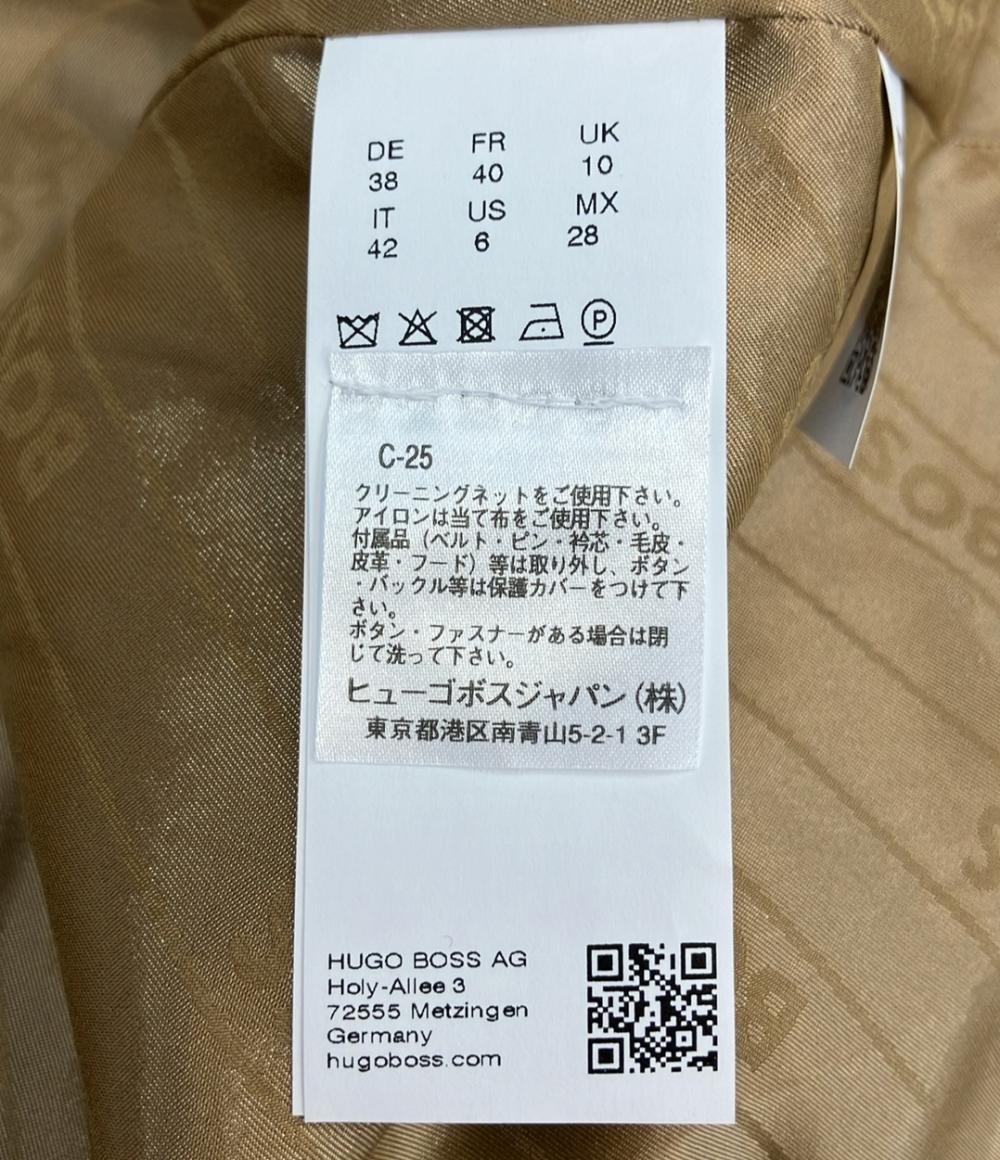 DE FR UK
38 40 10
IT US MX
42 6 28
P
C-25
クリーニングネットをご使用下さい。
アイロンは当て布をご使用下さい。
付属品（ベルト・ピン・衿芯・毛皮・
皮革・フード）等は取り外し、ボタン
・バックル等は保護カバーをつけて下
さい。
ボタン・ファスナーがある場合は閉
じて洗って下さい。
ヒューゴボスジャパン（株）
東京都港区南青山5-2-1 3F
HUGO BOSS AG
Holy-Allee 3
72555 Metzingen
Germany
hugoboss.com